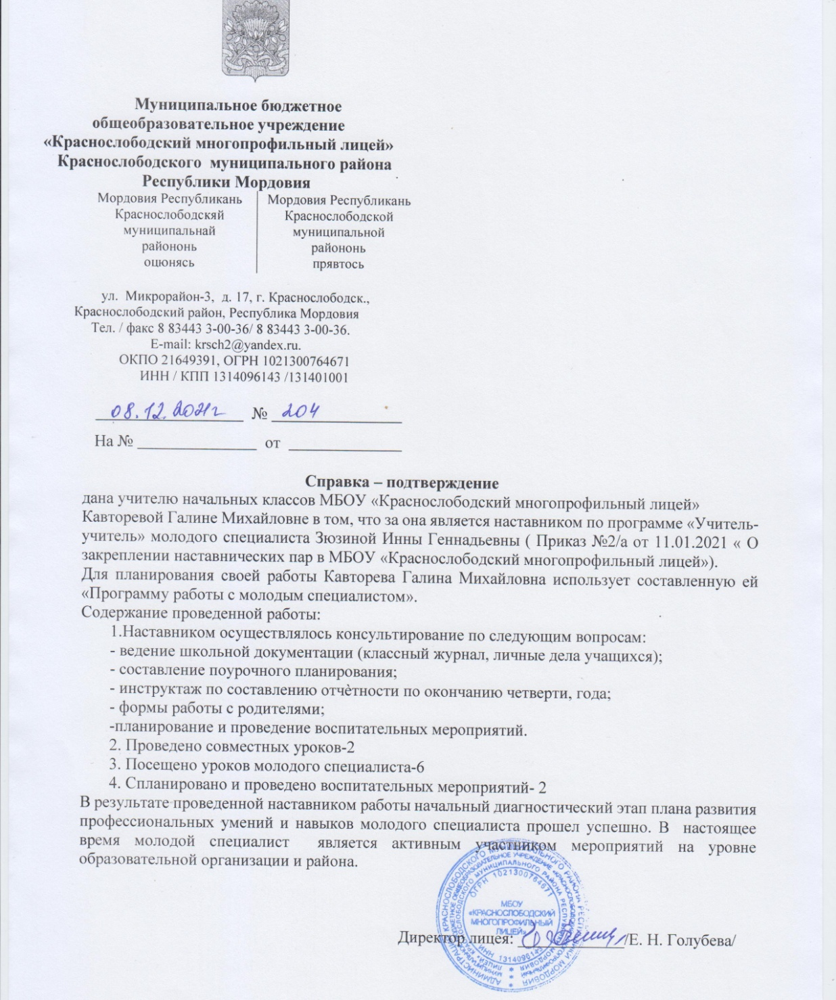 Муниципальное бюджетное
общеобразовательное учреждение
«Краснослободский многопрофильный лицей»
Краснослободского муниципального района
Республики Мордовия
Мордовия Республикань
Краснослободскяй
муниципальнай
райононь
оцюнясь
Мордовия Республикань
Краснослободской
муниципальной
райононь
прявтось
ул. Микрорайон-3, д. 17, г. Краснослободск.,
Краснослободский район, Республика Мордовия
Тел. / факс 8 83443 3-00-36/ 8 83443 3-00-36.
E-mail: krsch2@yandex.ru.
ОКПО 21649391, ОГРН 1021300764671
ИНН / КПП 1314096143 /131401001
08.12.2021г № 204
На № ______________ от ______________
Справка – подтверждение
дана учителю начальных классов МБОУ «Краснослободский многопрофильный лицей»
Кавторевой Галине Михайловне в том, что за она является наставником по программе «Учитель-
учитель» молодого специалиста Зюзиной Инны Геннадьевны ( Приказ №2/а от 11.01.2021 « О
закреплении наставнических пар в МБОУ «Краснослободский многопрофильный лицей»).
Для планирования своей работы Кавторева Галина Михайловна использует составленную ей
«Программу работы с молодым специалистом».
Содержание проведенной работы:
1.Наставником осуществлялось консультирование по следующим вопросам:
- ведение школьной документации (классный журнал, личные дела учащихся);
- составление поурочного планирования;
- инструктаж по составлению отчѐтности по окончанию четверти, года;
- формы работы с родителями;
-планирование и проведение воспитательных мероприятий.
2. Проведено совместных уроков-2
3. Посещено уроков молодого специалиста-6
4. Спланировано и проведено воспитательных мероприятий- 2
В результате проведенной наставником работы начальный диагностический этап плана развития
профессиональных умений и навыков молодого специалиста прошел успешно. В настоящее
время молодой специалист является активным участником мероприятий на уровне
образовательной организации и района.
ОГРН 1021300764671
МБОУ
«КРАСНОСЛОБОДСКИЙ
МНОГОПРОФИЛЬНЫЙ
ЛИЦЕЙ»
ИНН 1314096143
Директор лицея: ____________/Е. Н. Голубева/